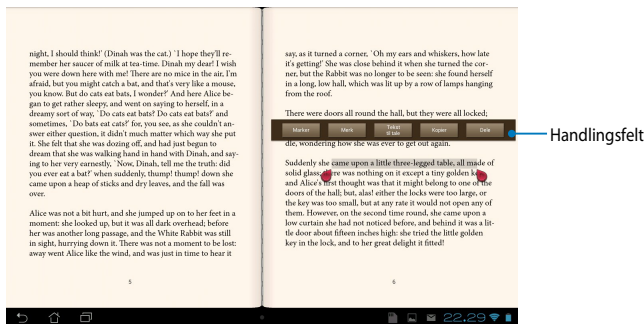 night, I should think!' (Dinah was the cat.) `I hope they'll re-
member her saucer of milk at tea-time. Dinah my dear! I wish
you were down here with me! There are no mice in the air, I'm
afraid, but you might catch a bat, and that's very like a mouse,
you know. But do cats eat bats, I wonder?' And here Alice be-
gan to get rather sleepy, and went on saying to herself, in a
dreamy sort of way, `Do cats eat bats? Do cats eat bats?' and
sometimes, `Do bats eat cats?' for, you see, as she couldn't an-
swer either question, it didn't much matter which way she put
it. She felt that she was dozing off, and had just begun to
dream that she was walking hand in hand with Dinah, and say-
ing to her very earnestly, `Now, Dinah, tell me the truth: did
you ever eat a bat?' when suddenly, thump! thump! down she
came upon a heap of sticks and dry leaves, and the fall was
over.
Alice was not a bit hurt, and she jumped up on to her feet in a
moment: she looked up, but it was all dark overhead; before
her was another long passage, and the White Rabbit was still
in sight, hurrying down it. There was not a moment to be lost:
away went Alice like the wind, and was just in time to hear it
5
say, as it turned a corner, `Oh my ears and whiskers, how late
it's getting!' She was close behind it when she turned the cor-
ner, but the Rabbit was no longer to be seen: she found herself
in a long, low hall, which was lit up by a row of lamps hanging
from the roof.
There were doors all round the hall, but they were all locked;
Marker Merk Tekst til tale Kopier Dele
Handlingsfelt
dle, wondering how she was ever to get out again.
Suddenly she came upon a little three-legged table, all made of
solid glass; there was nothing on it except a tiny golden key,
and Alice's first thought was that it might belong to one of the
doors of the hall; but, alas! either the locks were too large, or
the key was too small, but at any rate it would not open any of
them. However, on the second time round, she came upon a
low curtain she had not noticed before, and behind it was a lit-
tle door about fifteen inches high: she tried the little golden
key in the lock, and to her great delight it fitted!
6
22.29